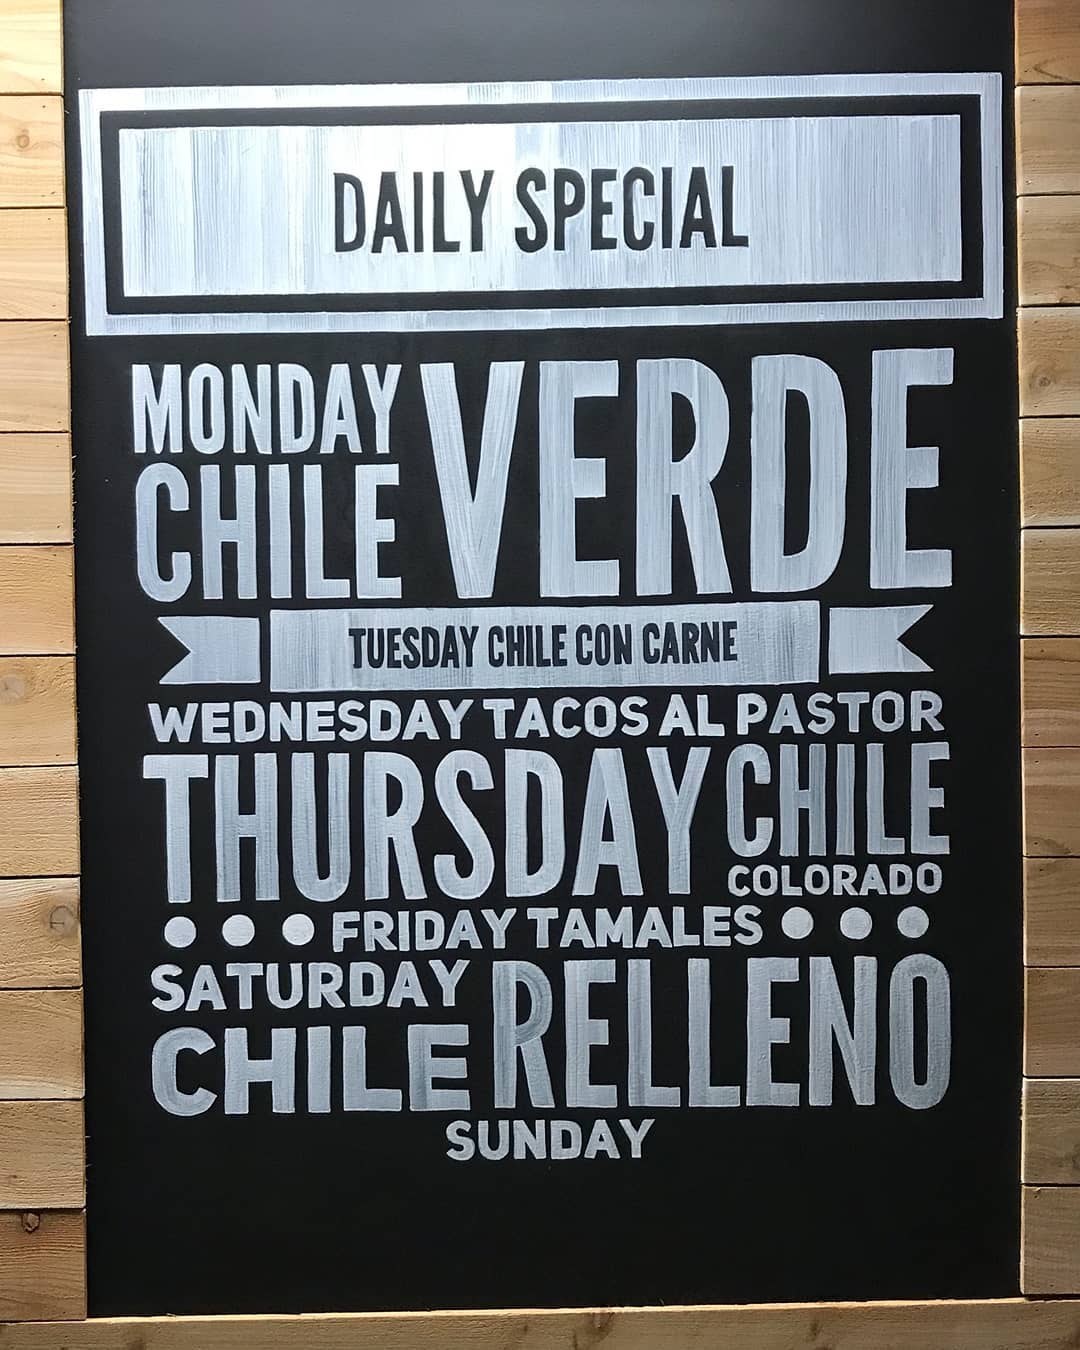 DAILY SPECIAL
MONDAY
CHILE VERDE
TUESDAY CHILE CON CARNE
WEDNESDAY TACOS AL PASTOR
THURSDAY CHILE
COLORADO
FRIDAY TAMALES
SATURDAY
CHILE RELLENO
SUNDAY